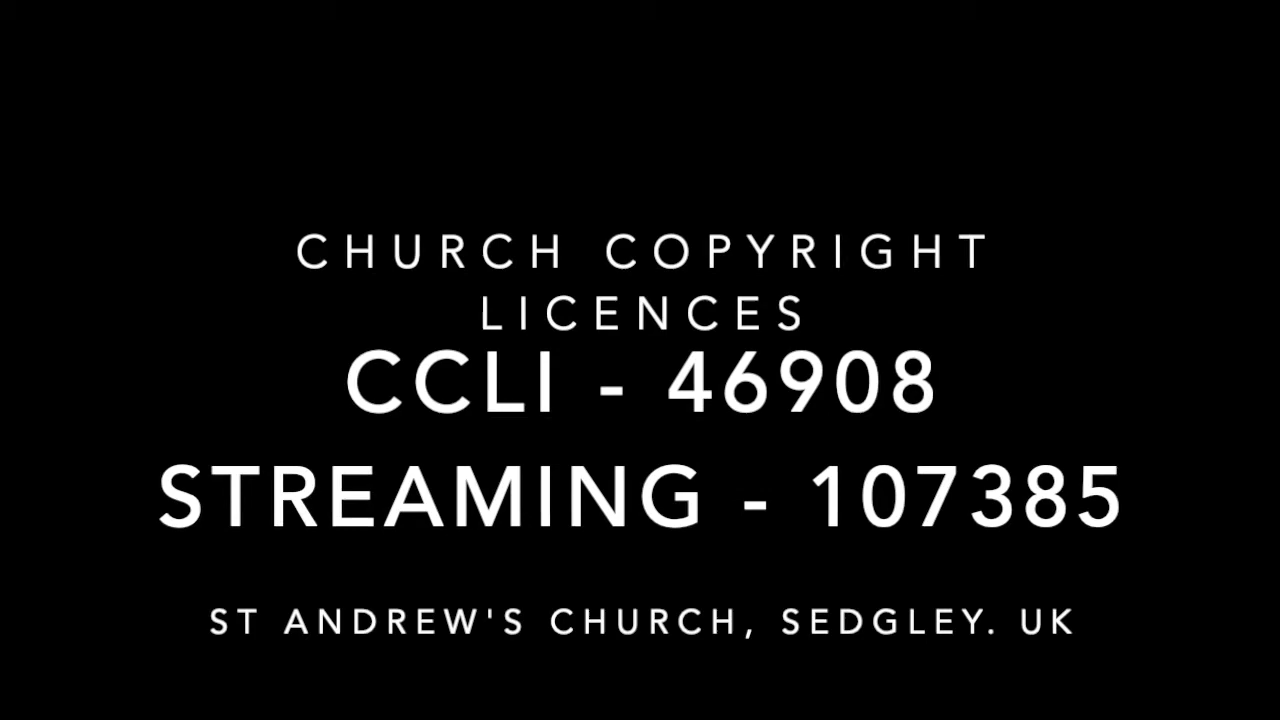 CHURCH COPYRIGHT
LICENCES
CCLI - 46908
STREAMING - 107385
ST ANDREW'S CHURCH, SEDGLEY. UK